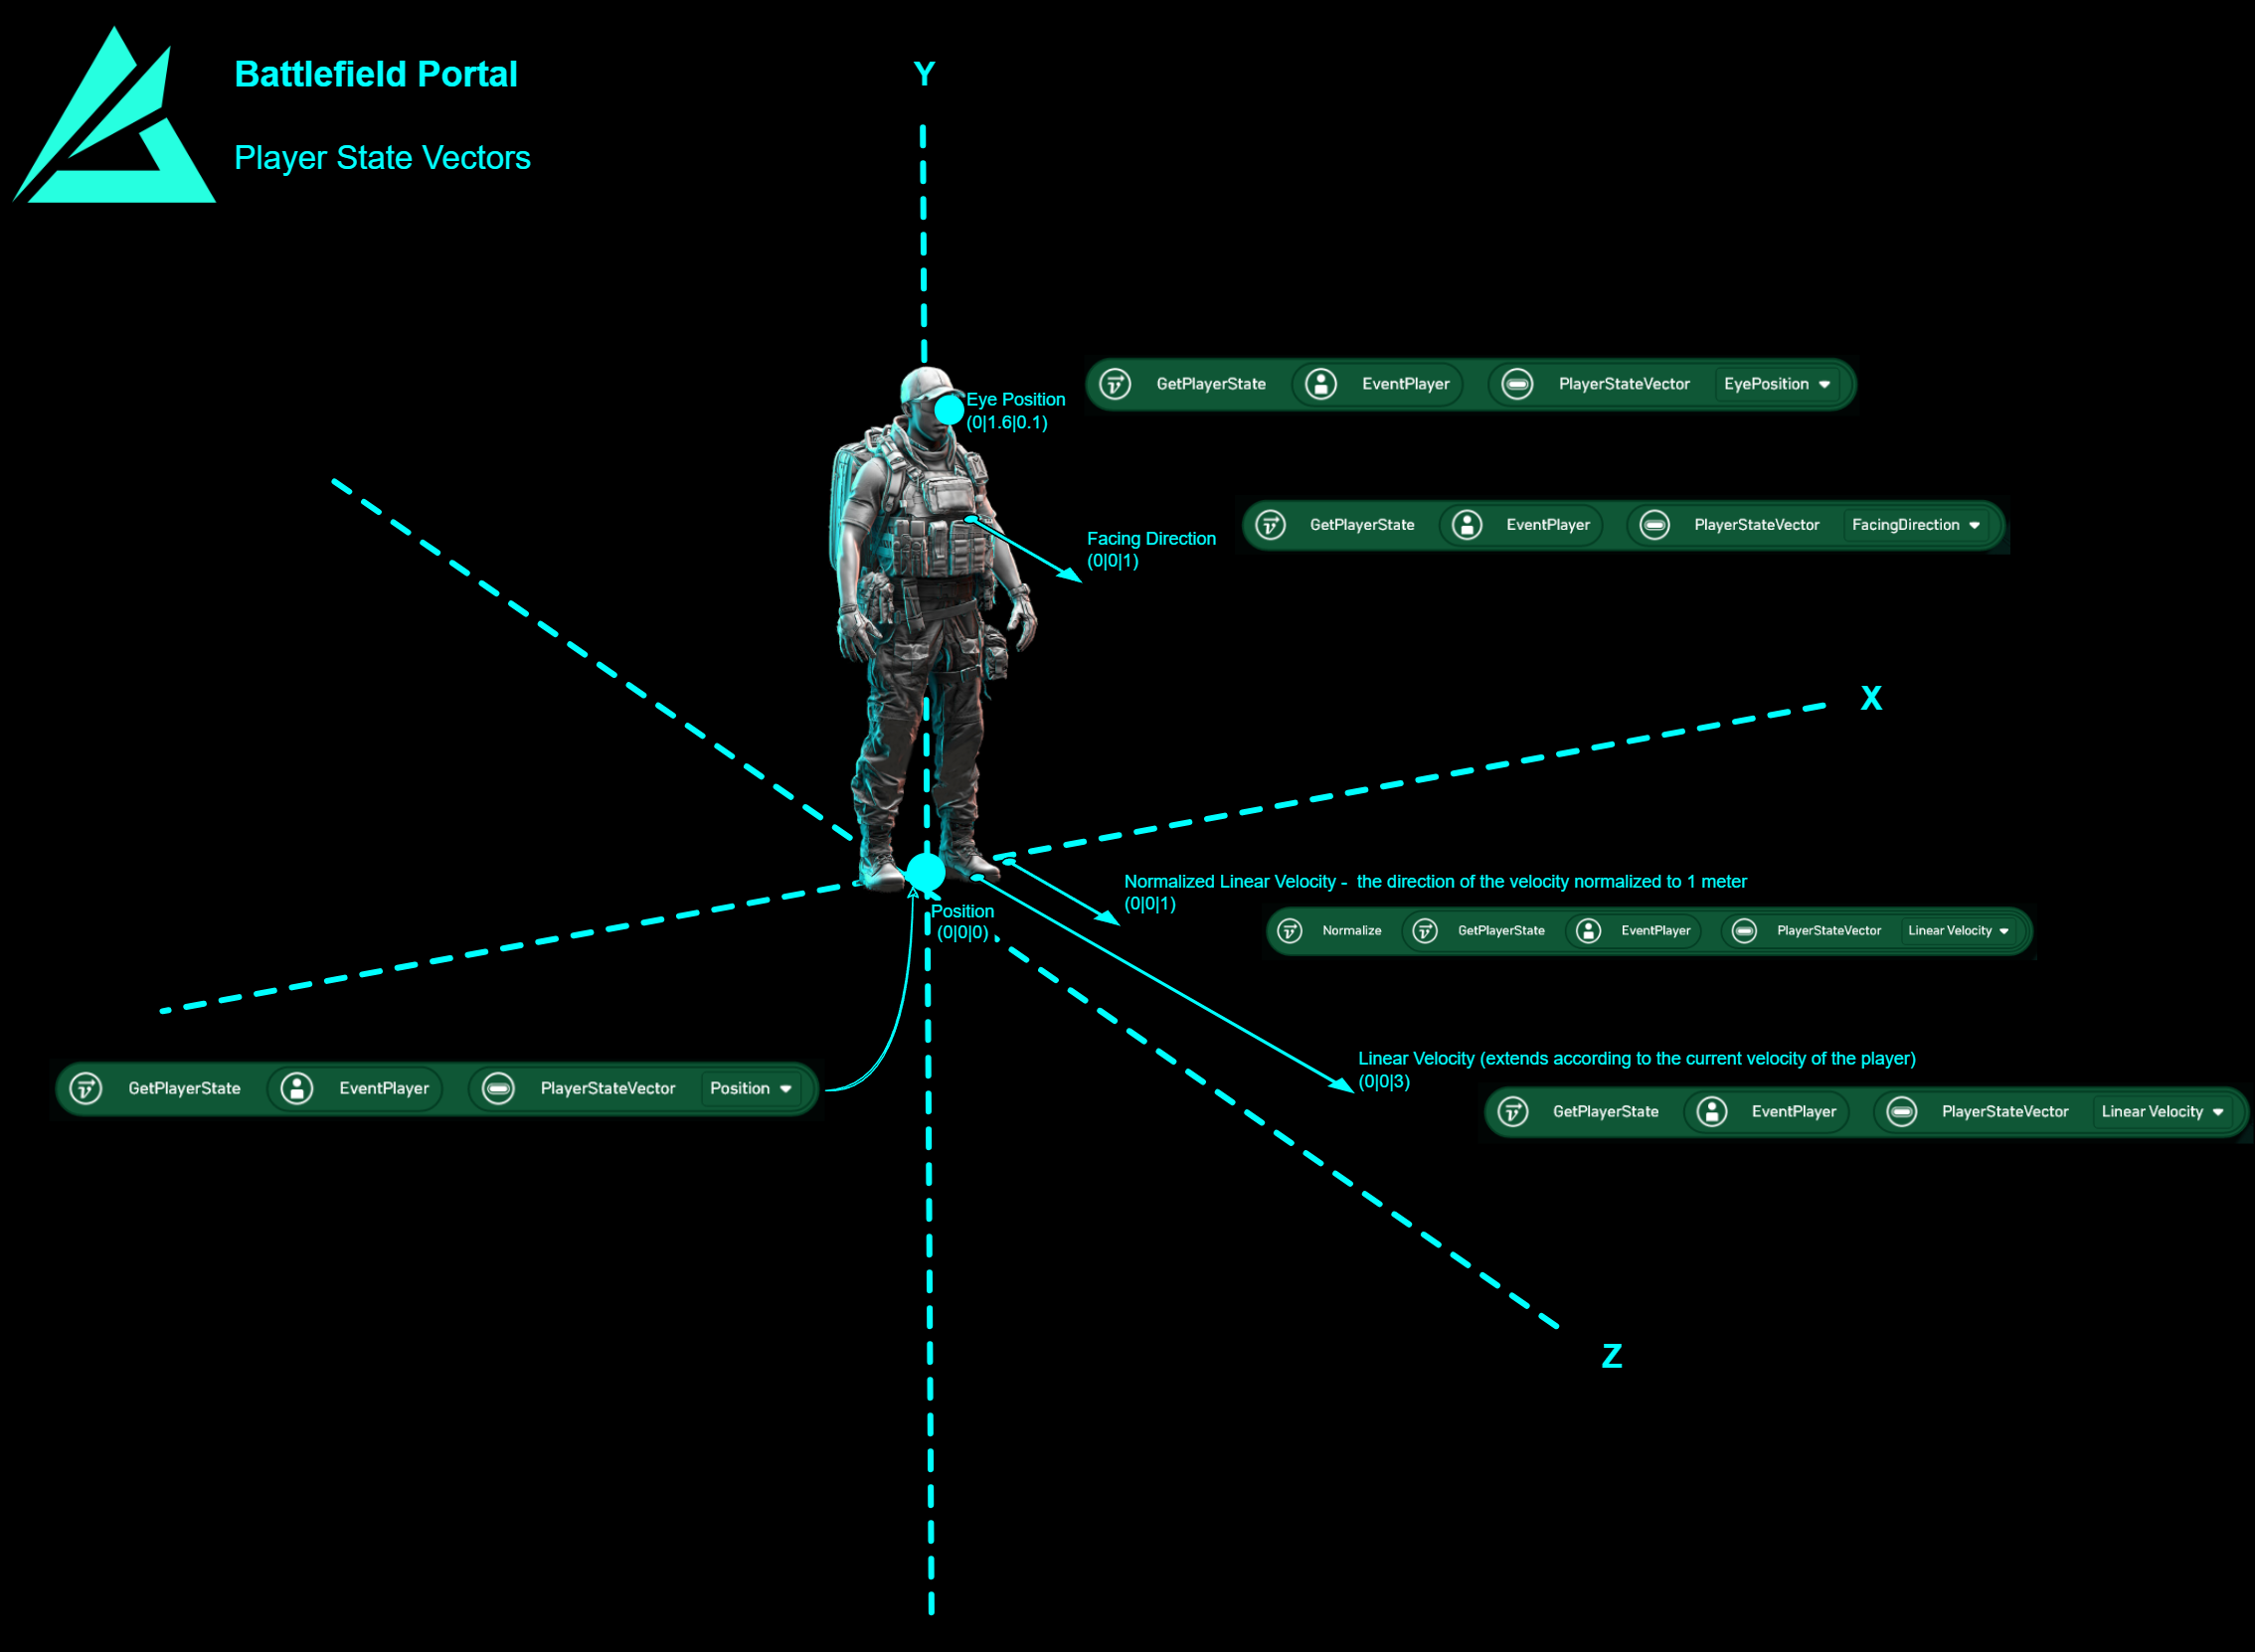 Battlefield Portal
Player State Vectors
Y
Eye Position
(0|1.6|0.1)
GetPlayerState EventPlayer PlayerStateVector EyePosition
Facing Direction
(0|0|1)
GetPlayerState EventPlayer PlayerStateVector FacingDirection
X
Normalized Linear Velocity - the direction of the velocity normalized to 1 meter
(0|0|1)
Normalize GetPlayerState EventPlayer PlayerStateVector Linear Velocity
Position
(0|0|0)
Linear Velocity (extends according to the current velocity of the player)
(0|0|3)
GetPlayerState EventPlayer PlayerStateVector Position
GetPlayerState EventPlayer PlayerStateVector Linear Velocity
Z